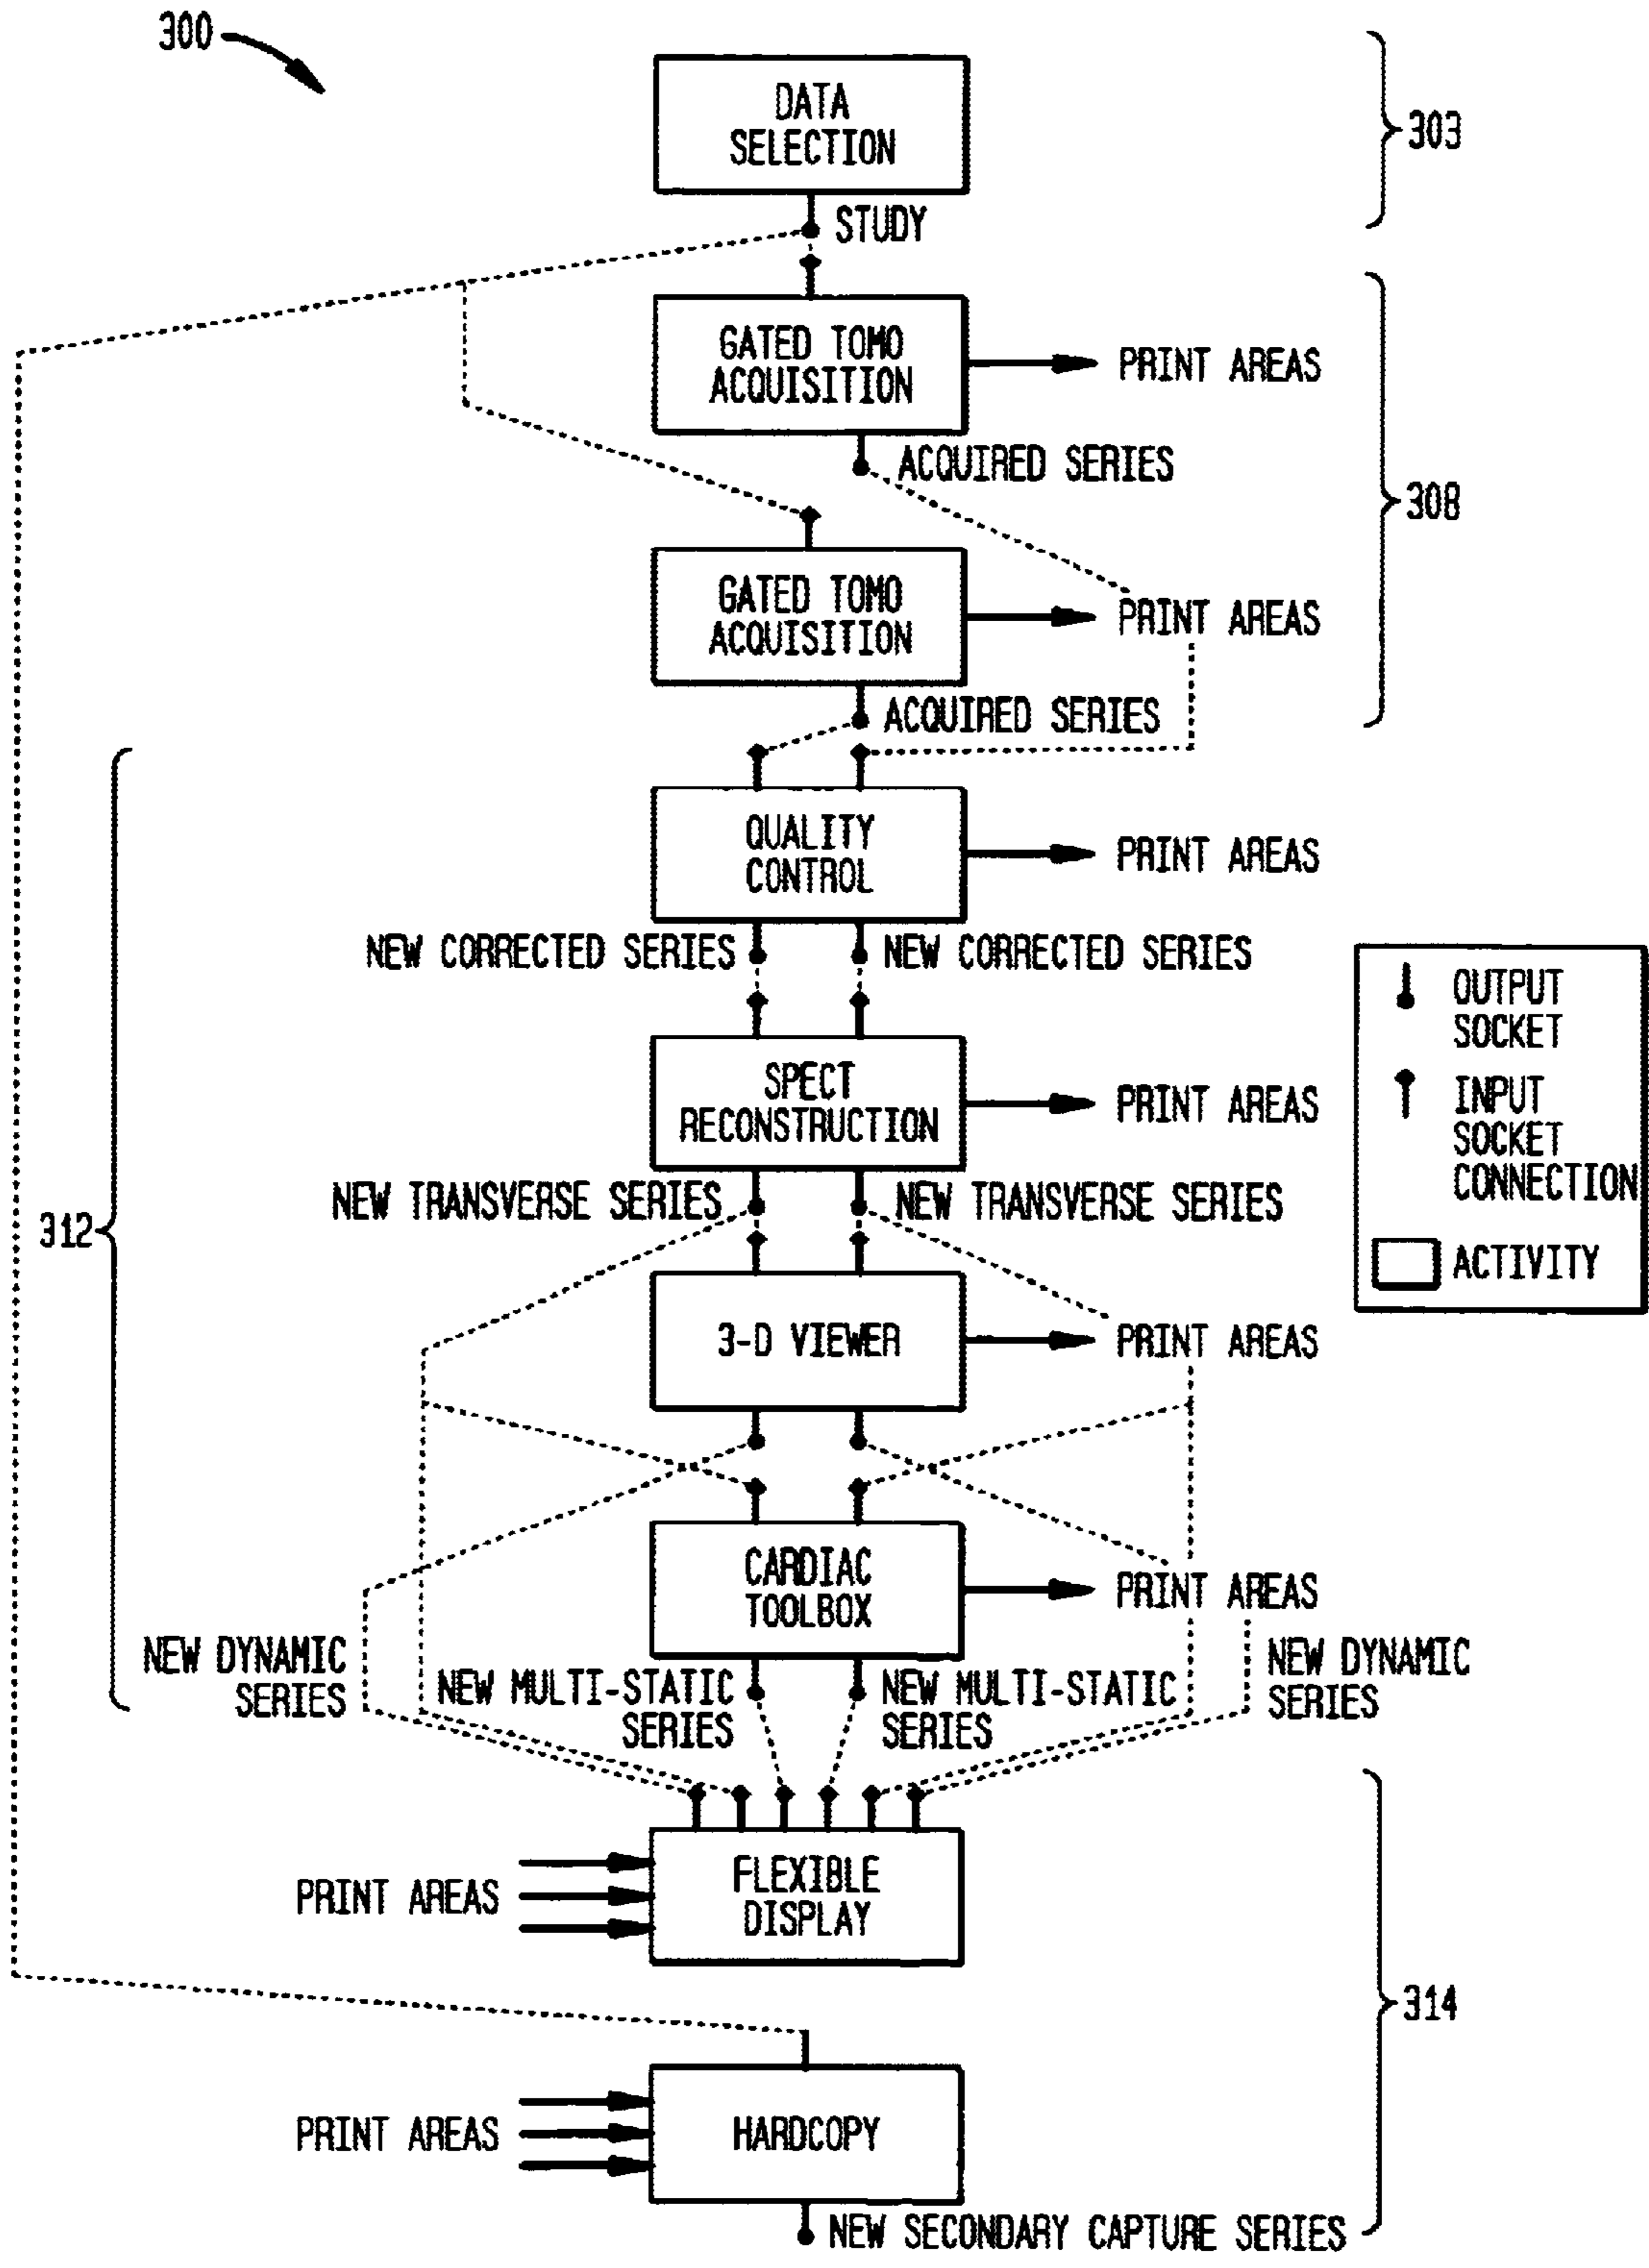 300
DATA
SELECTION
303
STUDY
GATED TOMO
ACQUISITION
PRINT AREAS
ACQUIRED SERIES
308
GATED TOMO
ACQUISITION
PRINT AREAS
ACQUIRED SERIES
QUALITY
CONTROL
PRINT AREAS
NEW CORRECTED SERIES
NEW CORRECTED SERIES
OUTPUT
SOCKET
INPUT
SOCKET
CONNECTION
ACTIVITY
SPECT
RECONSTRUCTION
PRINT AREAS
NEW TRANSVERSE SERIES
NEW TRANSVERSE SERIES
312
3-D VIEWER
PRINT AREAS
CARDIAC
TOOLBOX
PRINT AREAS
NEW DYNAMIC
SERIES
NEW MULTI-STATIC
SERIES
NEW MULTI-STATIC
SERIES
NEW DYNAMIC
SERIES
FLEXIBLE
DISPLAY
PRINT AREAS
314
HARDCOPY
PRINT AREAS
NEW SECONDARY CAPTURE SERIES